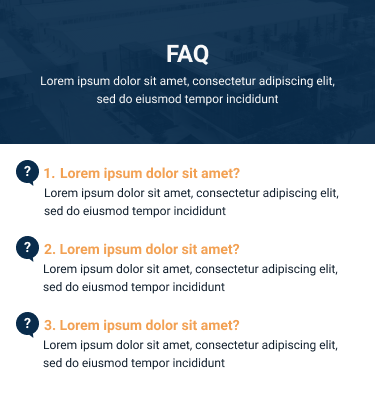 FAQ
Lorem ipsum dolor sit amet, consectetur adipiscing elit,
sed do eiusmod tempor incididunt
? 1. Lorem ipsum dolor sit amet?
Lorem ipsum dolor sit amet, consectetur adipiscing elit,
sed do eiusmod tempor incididunt
? 2. Lorem ipsum dolor sit amet?
Lorem ipsum dolor sit amet, consectetur adipiscing elit,
sed do eiusmod tempor incididunt
? 3. Lorem ipsum dolor sit amet?
Lorem ipsum dolor sit amet, consectetur adipiscing elit,
sed do eiusmod tempor incididunt